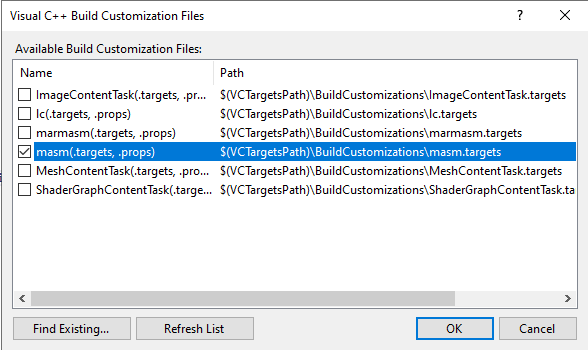 Visual C++ Build Customization Files
Available Build Customization Files:
Name Path
ImageContentTask(.targets, .pr... $(VCTargetsPath)\BuildCustomizations\ImageContentTask.targets
lc(.targets, .props) $(VCTargetsPath)\BuildCustomizations\lc.targets
marmasm(.targets, .props) $(VCTargetsPath)\BuildCustomizations\marmasm.targets
masm(.targets, .props) $(VCTargetsPath)\BuildCustomizations\masm.targets
MeshContentTask(.targets, .pro... $(VCTargetsPath)\BuildCustomizations\MeshContentTask.targets
ShaderGraphContentTask(.targe... $(VCTargetsPath)\BuildCustomizations\ShaderGraphContentTask.ta
Find Existing... Refresh List OK Cancel